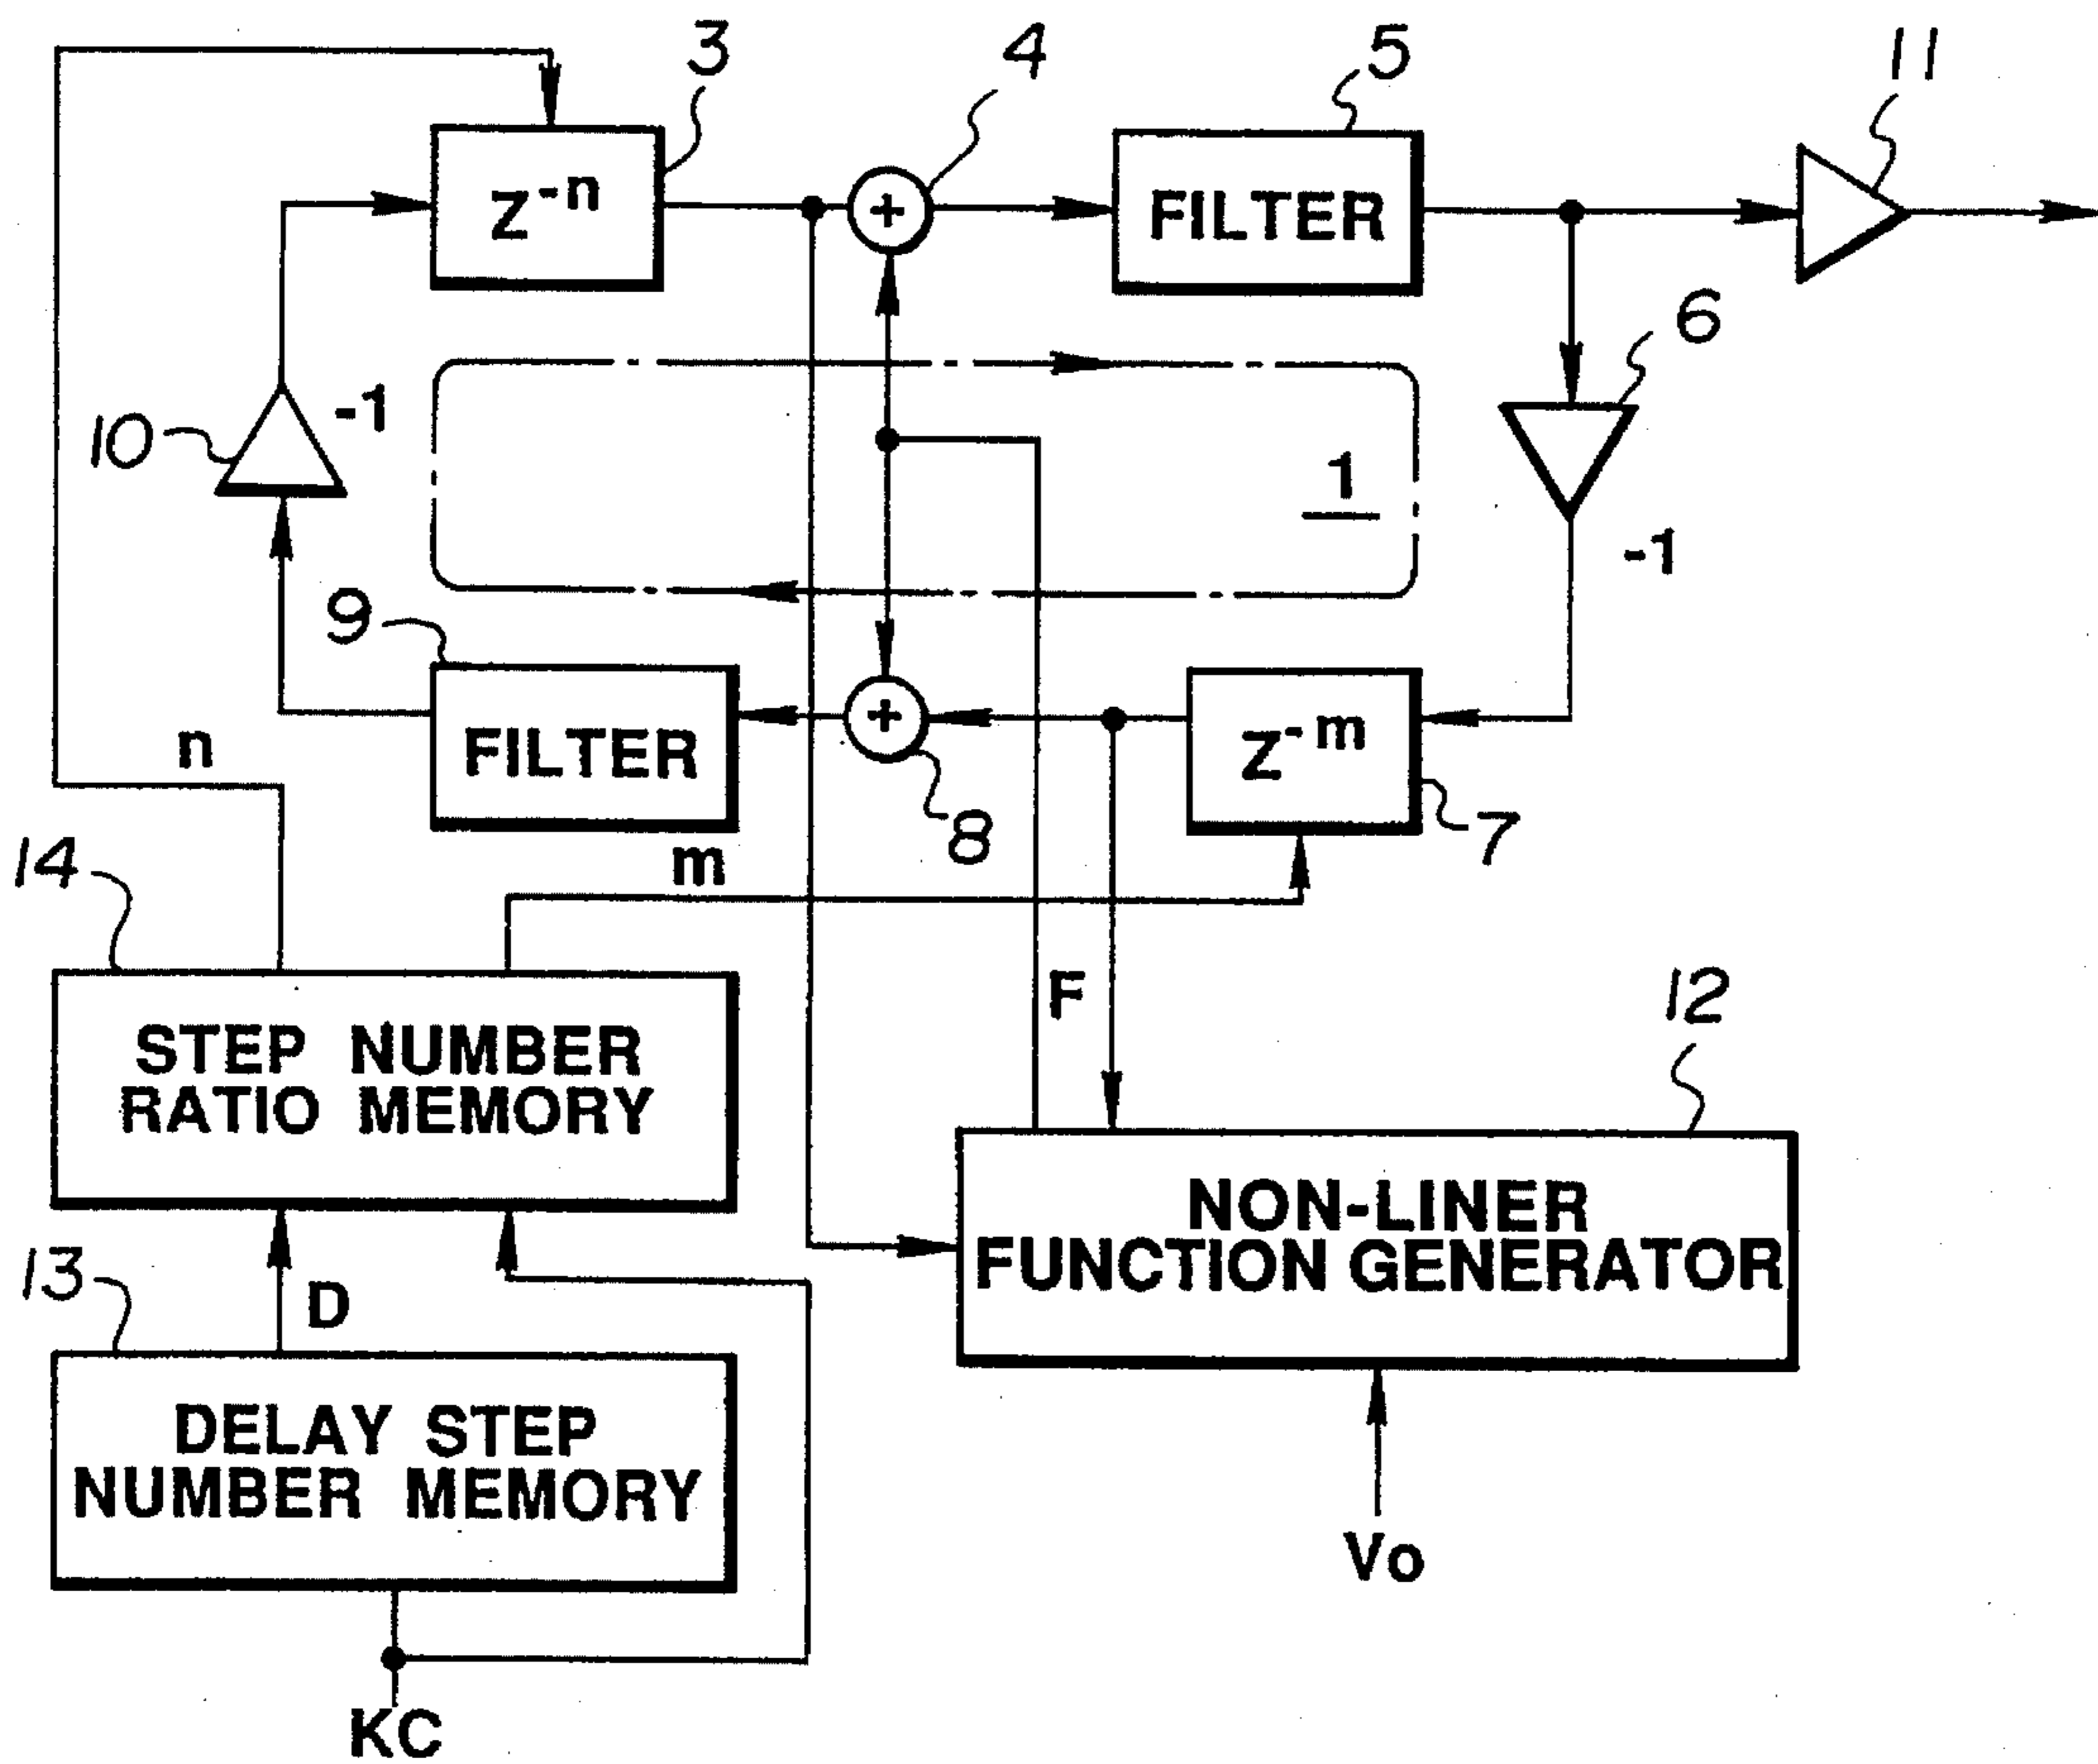 3
4
5
11
Z-n
+
FILTER
6
10
-1
1
-1
9
n
FILTER
+
Z-m
8
7
14
m
F
12
STEP NUMBER
RATIO MEMORY
NON-LINER
FUNCTION GENERATOR
13
D
DELAY STEP
NUMBER MEMORY
Vo
KC